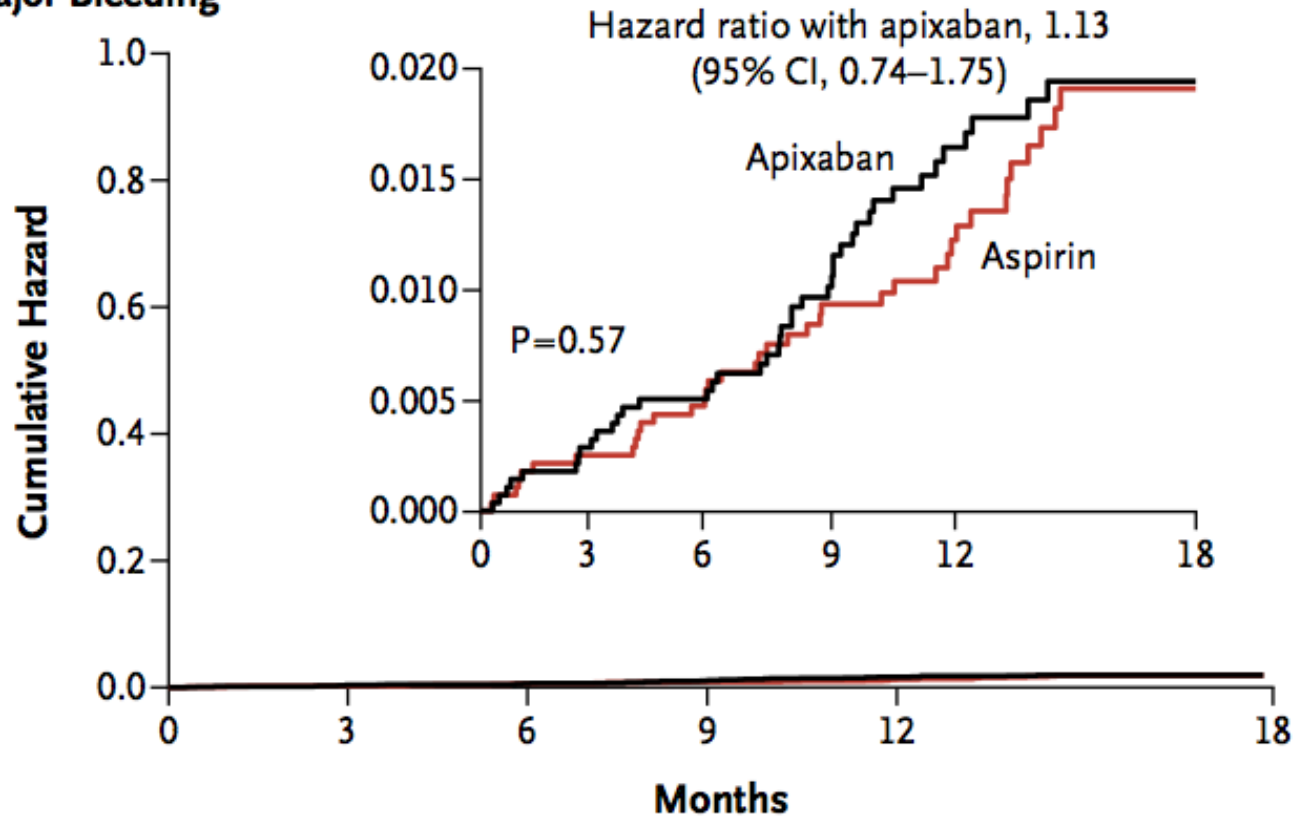 Bleeding
Hazard ratio with apixaban, 1.13
(95% CI, 0.74–1.75)
Cumulative Hazard
1.0
0.8
0.6
0.4
0.2
0.0
0.020
0.015
0.010
0.005
0.000
Apixaban
Aspirin
P=0.57
0 3 6 9 12 18
0 3 6 9 12 18
Months